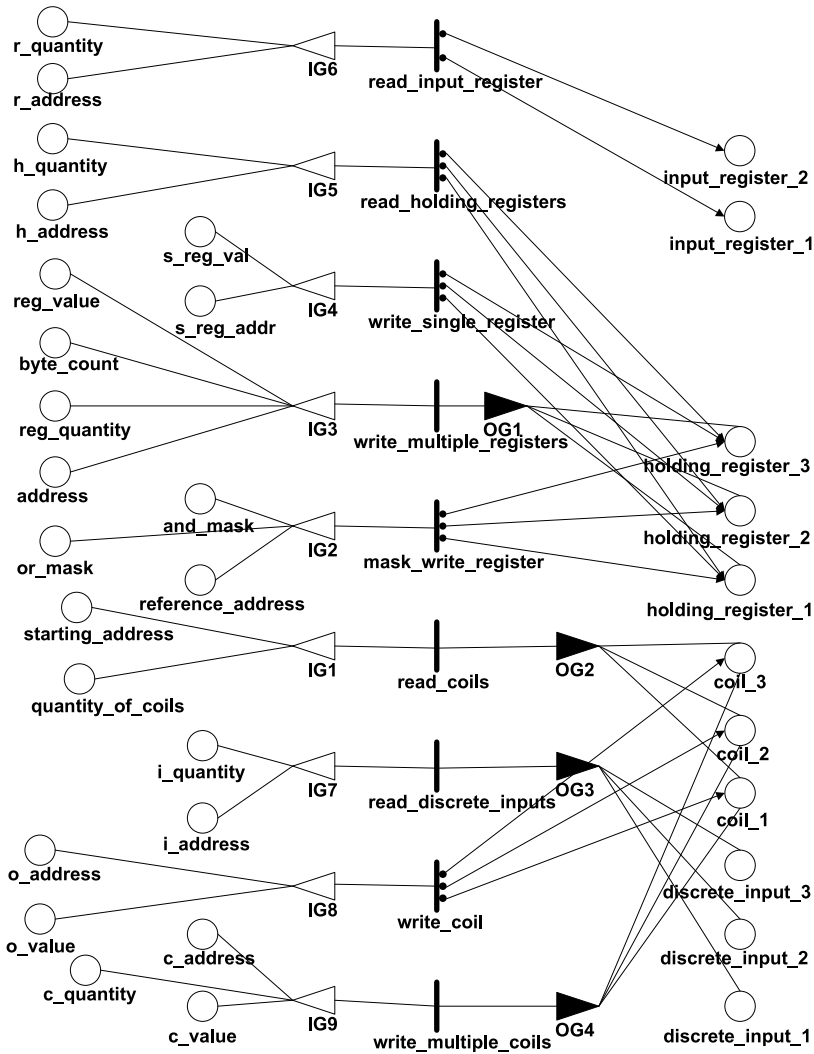 r_quantity
IG6
read_input_register
r_address
h_quantity
IG5
read_holding_registers
input_register_2
h_address
input_register_1
s_reg_val
reg_value
IG4
write_single_register
s_reg_addr
byte_count
reg_quantity
IG3
write_multiple_registers
OG1
holding_register_3
address
and_mask
IG2
mask_write_register
holding_register_2
or_mask
reference_address
holding_register_1
starting_address
IG1
read_coils
OG2
coil_3
quantity_of_coils
coil_2
i_quantity
IG7
read_discrete_inputs
OG3
coil_1
i_address
o_address
discrete_input_3
IG8
write_coil
o_value
c_address
discrete_input_2
c_quantity
c_value
IG9
write_multiple_coils
OG4
discrete_input_1